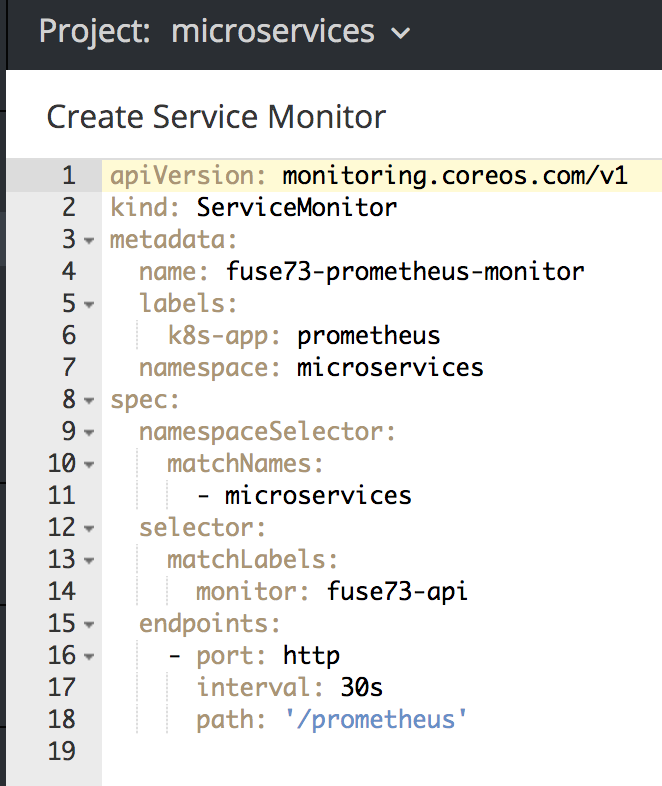 Project: microservices
Create Service Monitor
1 apiVersion: monitoring.coreos.com/v1
2 kind: ServiceMonitor
3 metadata:
4   name: fuse73-prometheus-monitor
5   labels:
6     k8s-app: prometheus
7   namespace: microservices
8 spec:
9   namespaceSelector:
10     matchNames:
11       - microservices
12   selector:
13     matchLabels:
14       monitor: fuse73-api
15   endpoints:
16     - port: http
17       interval: 30s
18       path: '/prometheus'
19